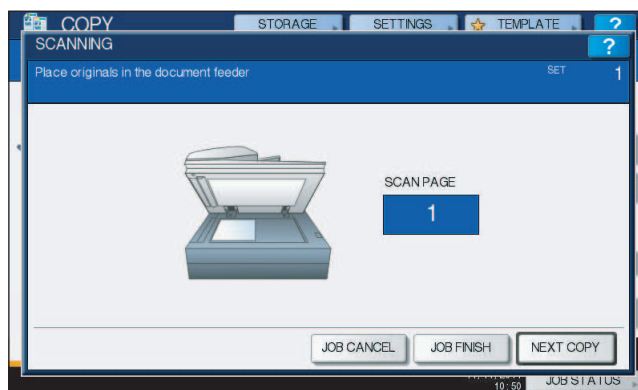 COPY
STORAGE
SETTINGS
TEMPLATE
?
SCANNING
?
Place originals in the document feeder
SET
1
SCAN PAGE
1
JOB CANCEL
JOB FINISH
NEXT COPY
10:50
JOB STATUS